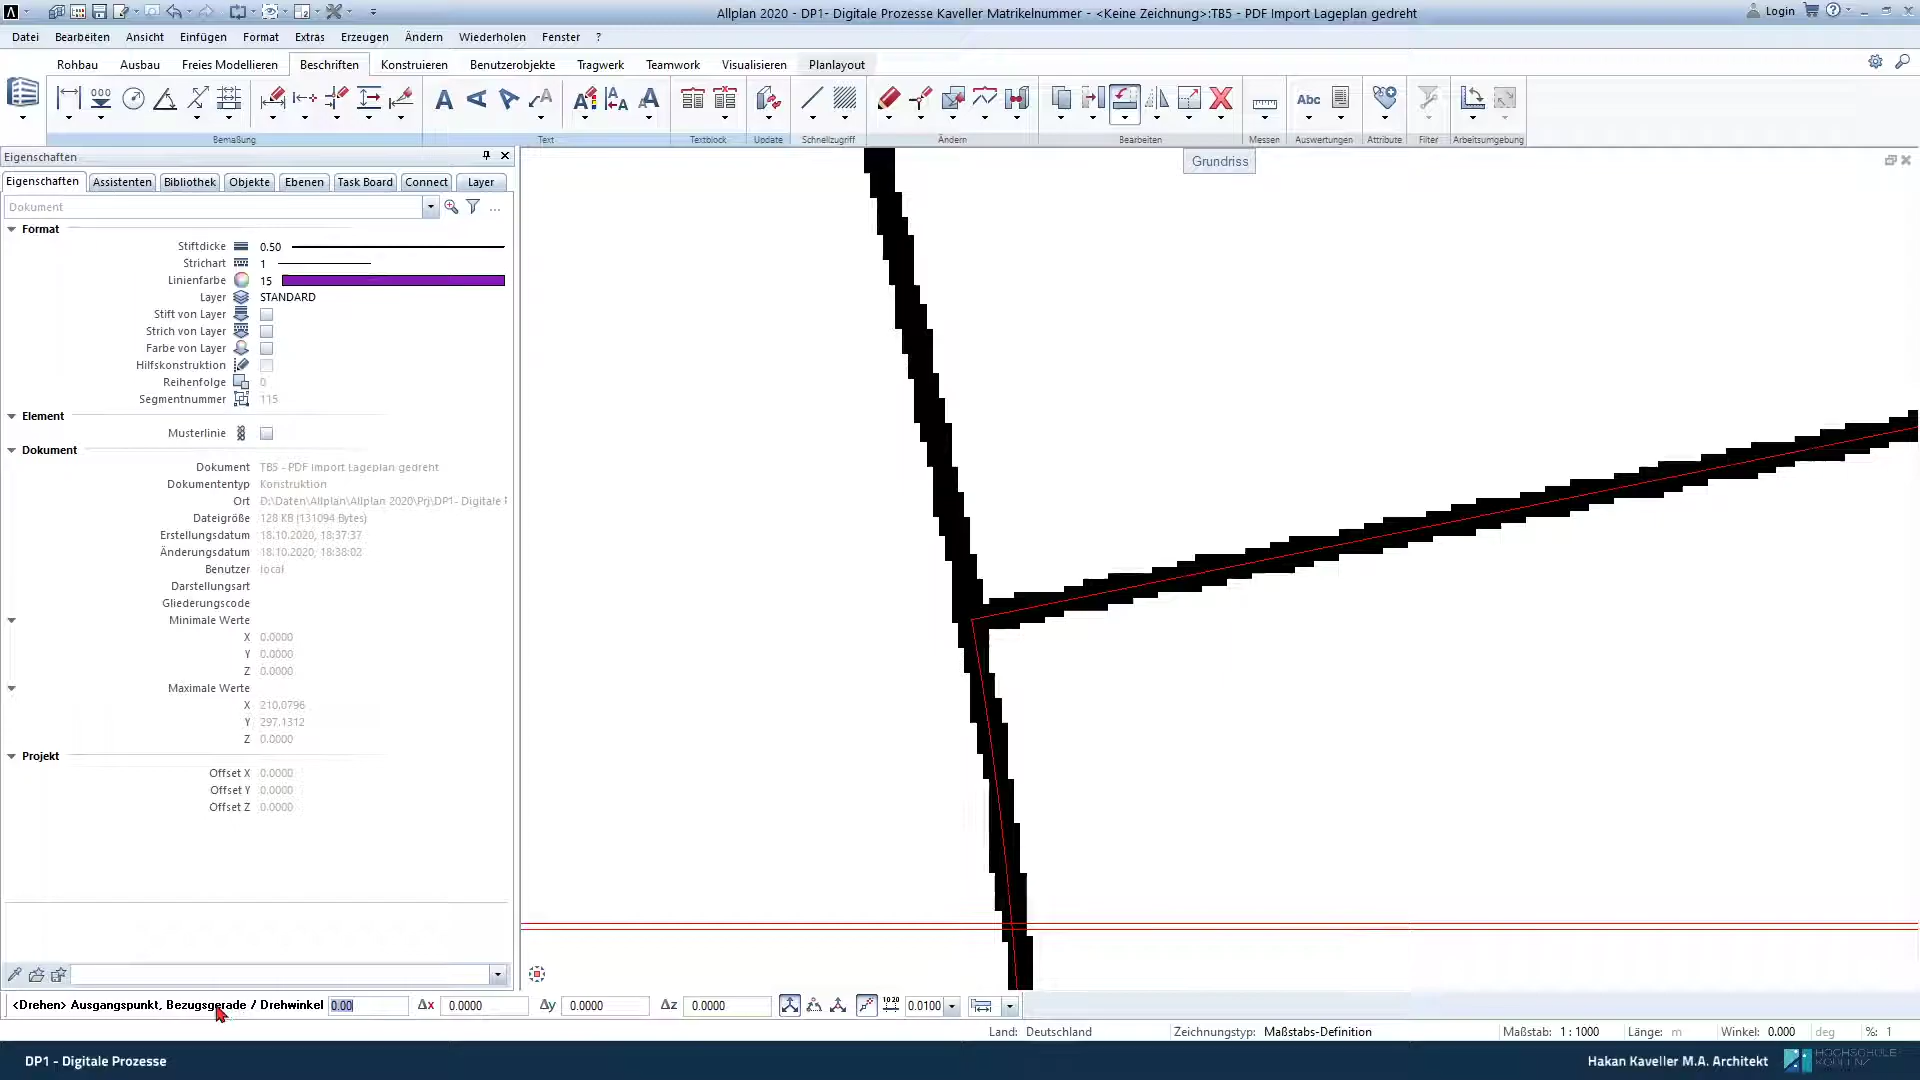 Allplan 2020 - DP1- Digitale Prozesse Kaveller Matrikelnummer - <Keine Zeichnung>:TB5 - PDF Import Lageplan gedreht
Login
Datei Bearbeiten Ansicht Einfügen Format Extras Erzeugen Ändern Wiederholen Fenster ?
Rohbau Ausbau Freies Modellieren Beschriften Konstruieren Benutzerobjekte Tragwerk Teamwork Visualisieren Planlayout
Abc
Bemaßung Text Textblock Update Schnellzugriff Ändern Bearbeiten Messen Auswertungen Attribute Filter Arbeitsumgebung
Eigenschaften
Grundriss
Eigenschaften Assistenten Bibliothek Objekte Ebenen Task Board Connect Layer
Dokument
Format
Stiftdicke 0.50
Strichart 1
Linienfarbe 15
Layer STANDARD
Stift von Layer
Strich von Layer
Farbe von Layer
Hilfskonstruktion
Reihenfolge 0
Segmentnummer 115
Element
Musterlinie
Dokument
Dokument TB5 - PDF Import Lageplan gedreht
Dokumententyp Konstruktion
Ort D:\Daten\Allplan\Allplan 2020\Prj\DP1- Digitale
Dateigröße 128 KB (131094 Bytes)
Erstellungsdatum 18.10.2020, 18:37:37
Änderungsdatum 18.10.2020, 18:38:02
Benutzer local
Darstellungsart
Gliederungscode
Minimale Werte
X 0.0000
Y 0.0000
Z 0.0000
Maximale Werte
X 210.0796
Y 297.1312
Z 0.0000
Projekt
Offset X 0.0000
Offset Y 0.0000
Offset Z 0.0000
<Drehen> Ausgangspunkt, Bezugsgerade / Drehwinkel 0.00 Δx 0.0000 Δy 0.0000 Δz 0.0000 1020 0.0100
Land: Deutschland Zeichnungstyp: Maßstabs-Definition Maßstab: 1 : 1000 Länge: m Winkel: 0.000 deg %: 1
DP1 - Digitale Prozesse
Hakan Kaveller M.A. Architekt
HOCHSCHULE
KOBLENZ